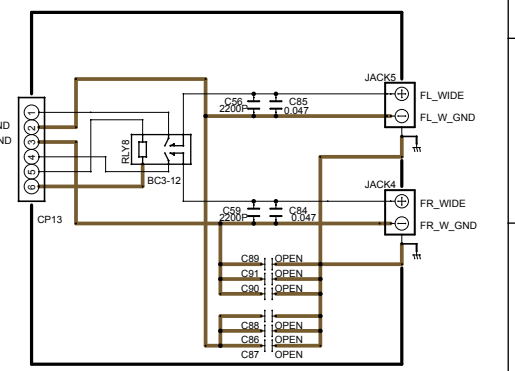 JACK5
C56
2200P
C85
0.047
FL_WIDE
FL_W_GND
1
ND
2
ND
3
4
5
6
CP13
RLY8
BC3-12
JACK4
C59
2200P
C84
0.047
FR_WIDE
FR_W_GND
C89 OPEN
C91 OPEN
C90 OPEN
C88 OPEN
C86 OPEN
C87 OPEN